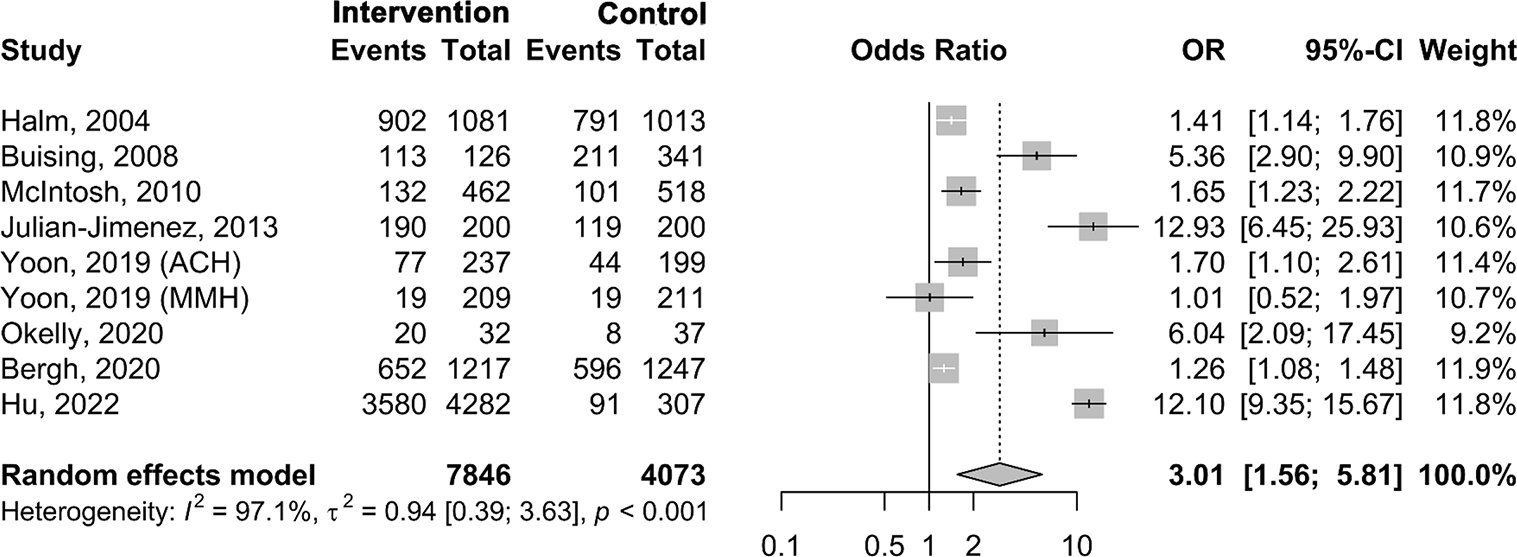 Intervention Control
Study Events Total Events Total Odds Ratio OR 95%-CI Weight
Halm, 2004 902 1081 791 1013 1.41 [1.14; 1.76] 11.8%
Buising, 2008 113 126 211 341 5.36 [2.90; 9.90] 10.9%
McIntosh, 2010 132 462 101 518 1.65 [1.23; 2.22] 11.7%
Julian-Jimenez, 2013 190 200 119 200 12.93 [6.45; 25.93] 10.6%
Yoon, 2019 (ACH) 77 237 44 199 1.70 [1.10; 2.61] 11.4%
Yoon, 2019 (MMH) 19 209 19 211 1.01 [0.52; 1.97] 10.7%
Okelly, 2020 20 32 8 37 6.04 [2.09; 17.45] 9.2%
Bergh, 2020 652 1217 596 1247 1.26 [1.08; 1.48] 11.9%
Hu, 2022 3580 4282 91 307 12.10 [9.35; 15.67] 11.8%
Random effects model 7846 4073 3.01 [1.56; 5.81] 100.0%
Heterogeneity: I² = 97.1%, τ² = 0.94 [0.39; 3.63], p < 0.001
0.1 0.5 1 2 10